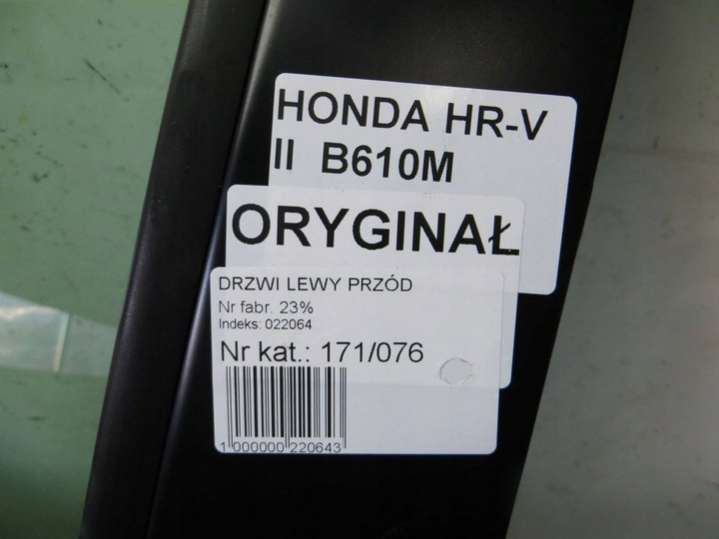 HONDA HR-V
II B610M
ORYGINAŁ
DRZWI LEWY PRZÓD
Nr fabr. 23%
Indeks: 022064
Nr kat.: 171/076
1 000000 220643